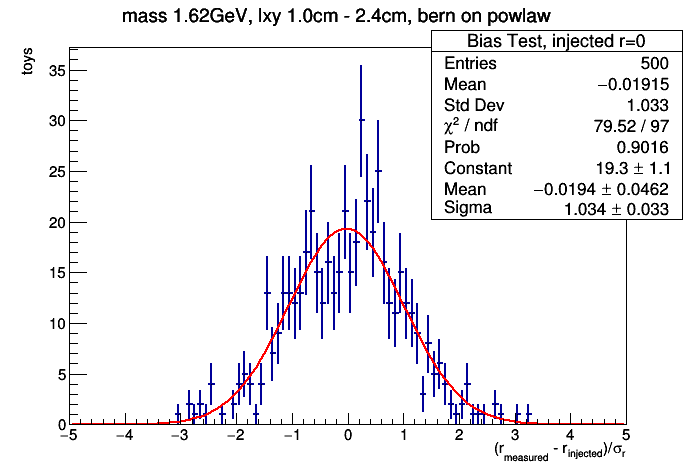 mass 1.62GeV, lxy 1.0cm - 2.4cm, bern on powlaw
Bias Test, injected r=0
Entries 500
Mean −0.01915
Std Dev 1.033
χ² / ndf 79.52 / 97
Prob 0.9016
Constant 19.3 ± 1.1
Mean −0.0194 ± 0.0462
Sigma 1.034 ± 0.033
toys
35
30
25
20
15
10
5
0
−5 −4 −3 −2 −1 0 1 2 3 4 5
(r_measured - r_injected)/σ_r